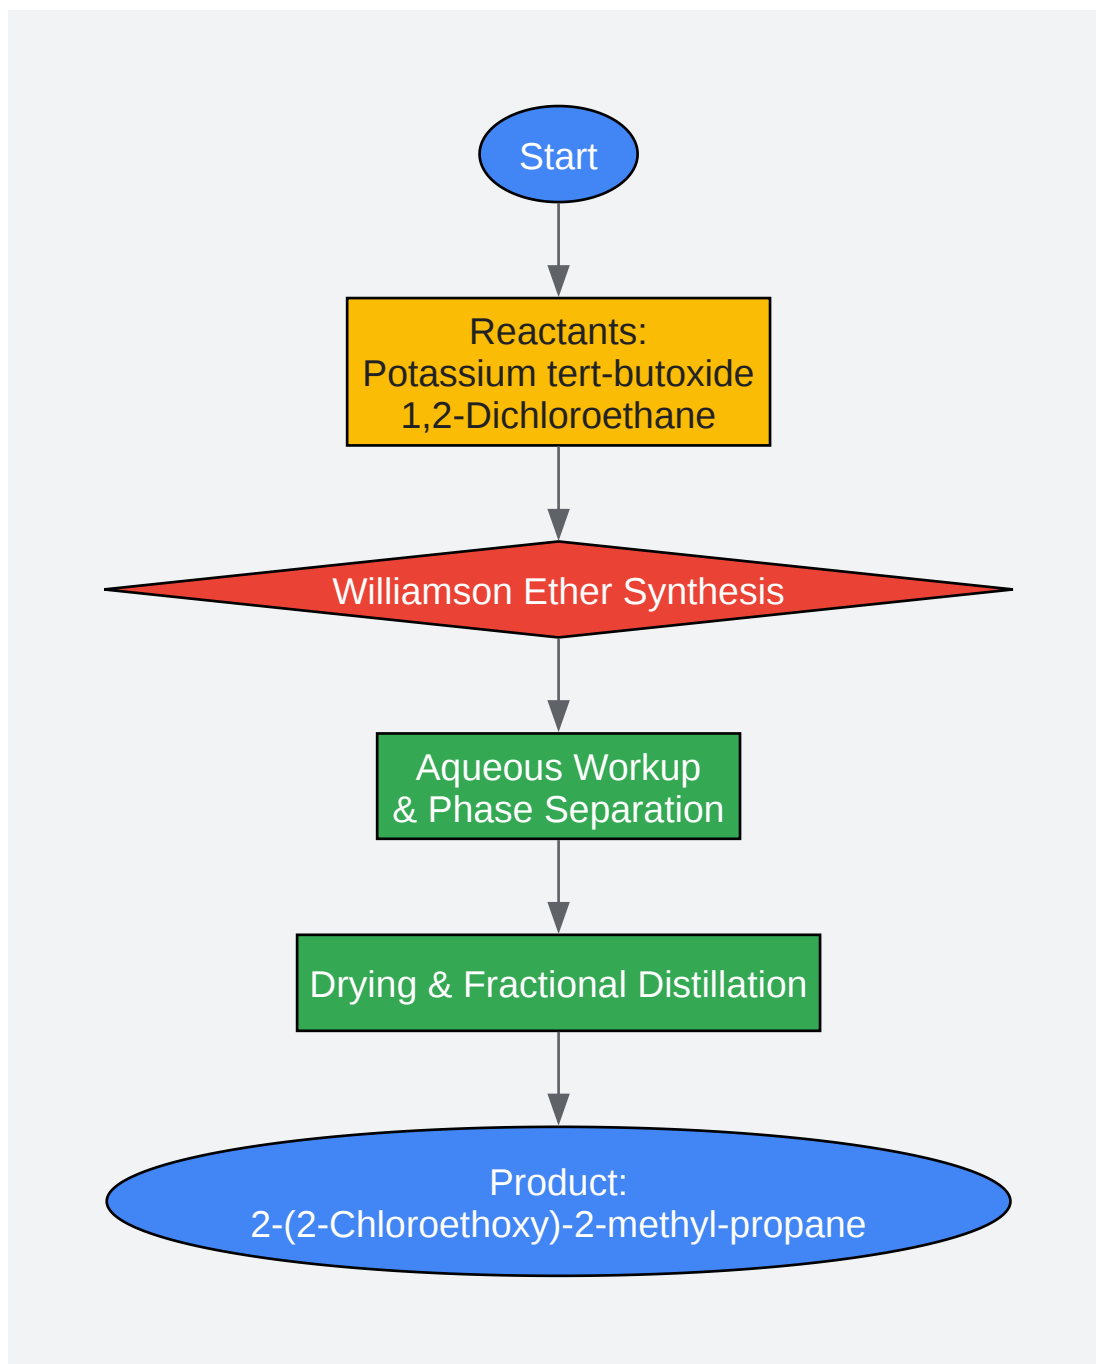 Start
Reactants:
Potassium tert-butoxide
1,2-Dichloroethane
Williamson Ether Synthesis
Aqueous Workup
& Phase Separation
Drying & Fractional Distillation
Product:
2-(2-Chloroethoxy)-2-methyl-propane